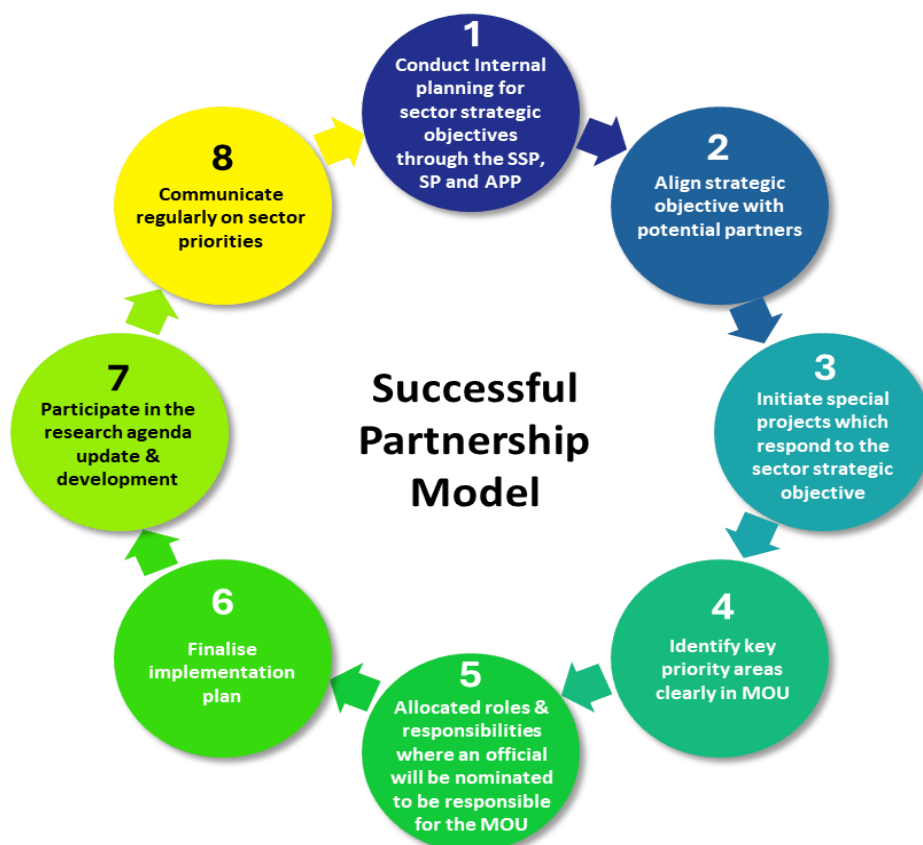 1
Conduct Internal
planning for
sector strategic
objectives
through the SSP,
SP and APP
2
Align strategic
objective with
potential partners
3
Initiate special
projects which
respond to the
sector strategic
objective
4
Identify key
priority areas
clearly in MOU
5
Allocated roles &
responsibilities
where an official
will be nominated
to be responsible
for the MOU
6
Finalise
implementation
plan
7
Participate in the
research agenda
update &
development
8
Communicate
regularly on sector
priorities
Successful
Partnership
Model